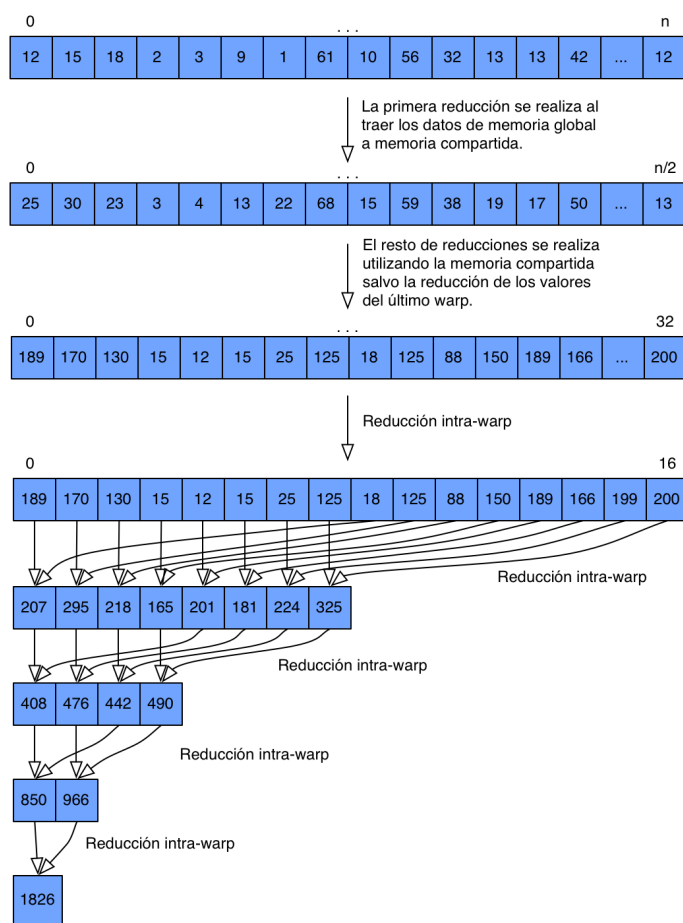 0 ... n
12 15 18 2 3 9 1 61 10 56 32 13 13 42 ... 12
La primera reducción se realiza al
traer los datos de memoria global
a memoria compartida.
0 ... n/2
25 30 23 3 4 13 22 68 15 59 38 19 17 50 ... 13
El resto de reducciones se realiza
utilizando la memoria compartida
salvo la reducción de los valores
del último warp.
0 ... 32
189 170 130 15 12 15 25 125 18 125 88 150 189 166 ... 200
Reducción intra-warp
0 16
189 170 130 15 12 15 25 125 18 125 88 150 189 166 199 200
Reducción intra-warp
207 295 218 165 201 181 224 325
Reducción intra-warp
408 476 442 490
Reducción intra-warp
850 966
Reducción intra-warp
1826